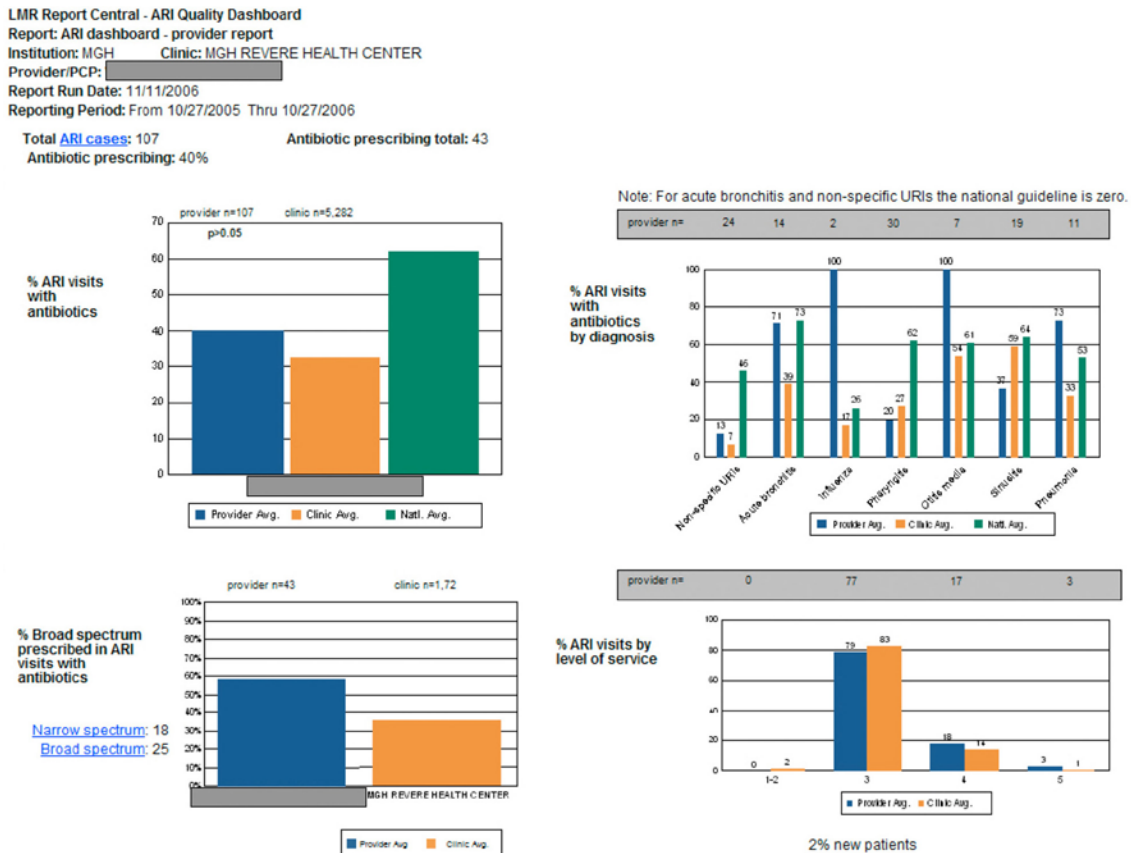 LMR Report Central - ARI Quality Dashboard
Report: ARI dashboard - provider report
Institution: MGH Clinic: MGH REVERE HEALTH CENTER
Provider/PCP:
Report Run Date: 11/11/2006
Reporting Period: From 10/27/2005 Thru 10/27/2006
Total ARI cases: 107 Antibiotic prescribing total: 43
Antibiotic prescribing: 40%
provider n=107 clinic n=5,282
p>0.05
% ARI visits
with
antibiotics
70
60
50
40
30
20
10
0
Provider Avg. Clinic Avg. Natl. Avg.
Note: For acute bronchitis and non-specific URIs the national guideline is zero.
provider n= 24 14 2 30 7 19 11
% ARI visits
with
antibiotics
by diagnosis
100
80
60
40
20
0
13 7 46
71 39 73
100 17 26
20 27 62
100 54 61
37 59 64
73 33 53
Non-specific URIs Acute bronchitis Influenza Pharyngitis Otitis media Sinusitis Pneumonia
Provider Avg. Clinic Avg. Natl. Avg.
provider n=43 clinic n=1,72
% Broad spectrum
prescribed in ARI
visits with
antibiotics
Narrow spectrum: 18
Broad spectrum: 25
100%
90%
80%
70%
60%
50%
40%
30%
20%
10%
0%
MGH REVERE HEALTH CENTER
Provider Avg Clinic Avg.
provider n= 0 77 17 3
% ARI visits by
level of service
100
80
60
40
20
0
0 2
79 83
18 14
3 1
1-2 3 4 5
Provider Avg. Clinic Avg.
2% new patients